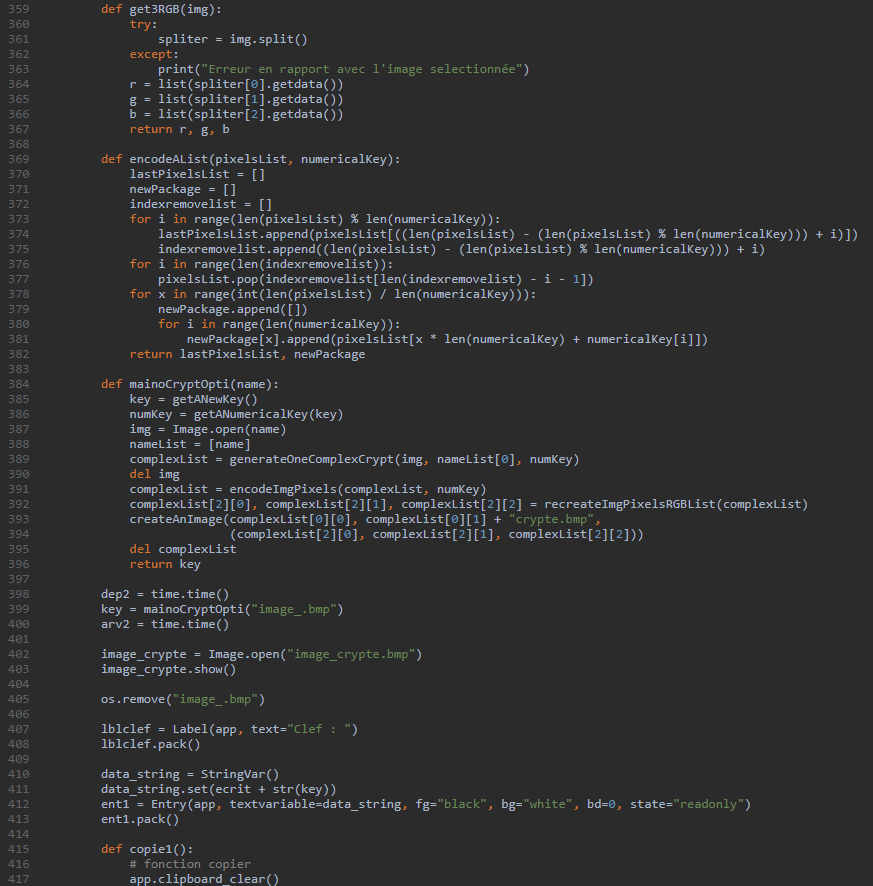 359 def get3RGB(img):
360 try:
361 spliter = img.split()
362 except:
363 print("Erreur en rapport avec l'image selectionnée")
364 r = list(spliter[0].getdata())
365 g = list(spliter[1].getdata())
366 b = list(spliter[2].getdata())
367 return r, g, b
368
369 def encodeAList(pixelsList, numericalKey):
370 lastPixelsList = []
371 newPackage = []
372 indexremovelist = []
373 for i in range(len(pixelsList) % len(numericalKey)):
374 lastPixelsList.append(pixelsList[((len(pixelsList) - (len(pixelsList) % len(numericalKey))) + i)])
375 indexremovelist.append((len(pixelsList) - (len(pixelsList) % len(numericalKey))) + i)
376 for i in range(len(indexremovelist)):
377 pixelsList.pop(indexremovelist[len(indexremovelist) - i - 1])
378 for x in range(int(len(pixelsList) / len(numericalKey))):
379 newPackage.append([])
380 for i in range(len(numericalKey)):
381 newPackage[x].append(pixelsList[x * len(numericalKey) + numericalKey[i]])
382 return lastPixelsList, newPackage
383
384 def mainoCryptOpti(name):
385 key = getANewKey()
386 numKey = getANumericalKey(key)
387 img = Image.open(name)
388 nameList = [name]
389 complexList = generateOneComplexCrypt(img, nameList[0], numKey)
390 del img
391 complexList = encodeImgPixels(complexList, numKey)
392 complexList[2][0], complexList[2][1], complexList[2][2] = recreateImgPixelsRGBList(complexList)
393 createAnImage(complexList[0][0], complexList[0][1] + "crypte.bmp",
394 (complexList[2][0], complexList[2][1], complexList[2][2]))
395 del complexList
396 return key
397
398 dep2 = time.time()
399 key = mainoCryptOpti("image_.bmp")
400 arv2 = time.time()
401
402 image_crypte = Image.open("image_crypte.bmp")
403 image_crypte.show()
404
405 os.remove("image_.bmp")
406
407 lblclef = Label(app, text="Clef : ")
408 lblclef.pack()
409
410 data_string = StringVar()
411 data_string.set(ecrit + str(key))
412 ent1 = Entry(app, textvariable=data_string, fg="black", bg="white", bd=0, state="readonly")
413 ent1.pack()
414
415 def copie1():
416 # fonction copier
417 app.clipboard_clear()